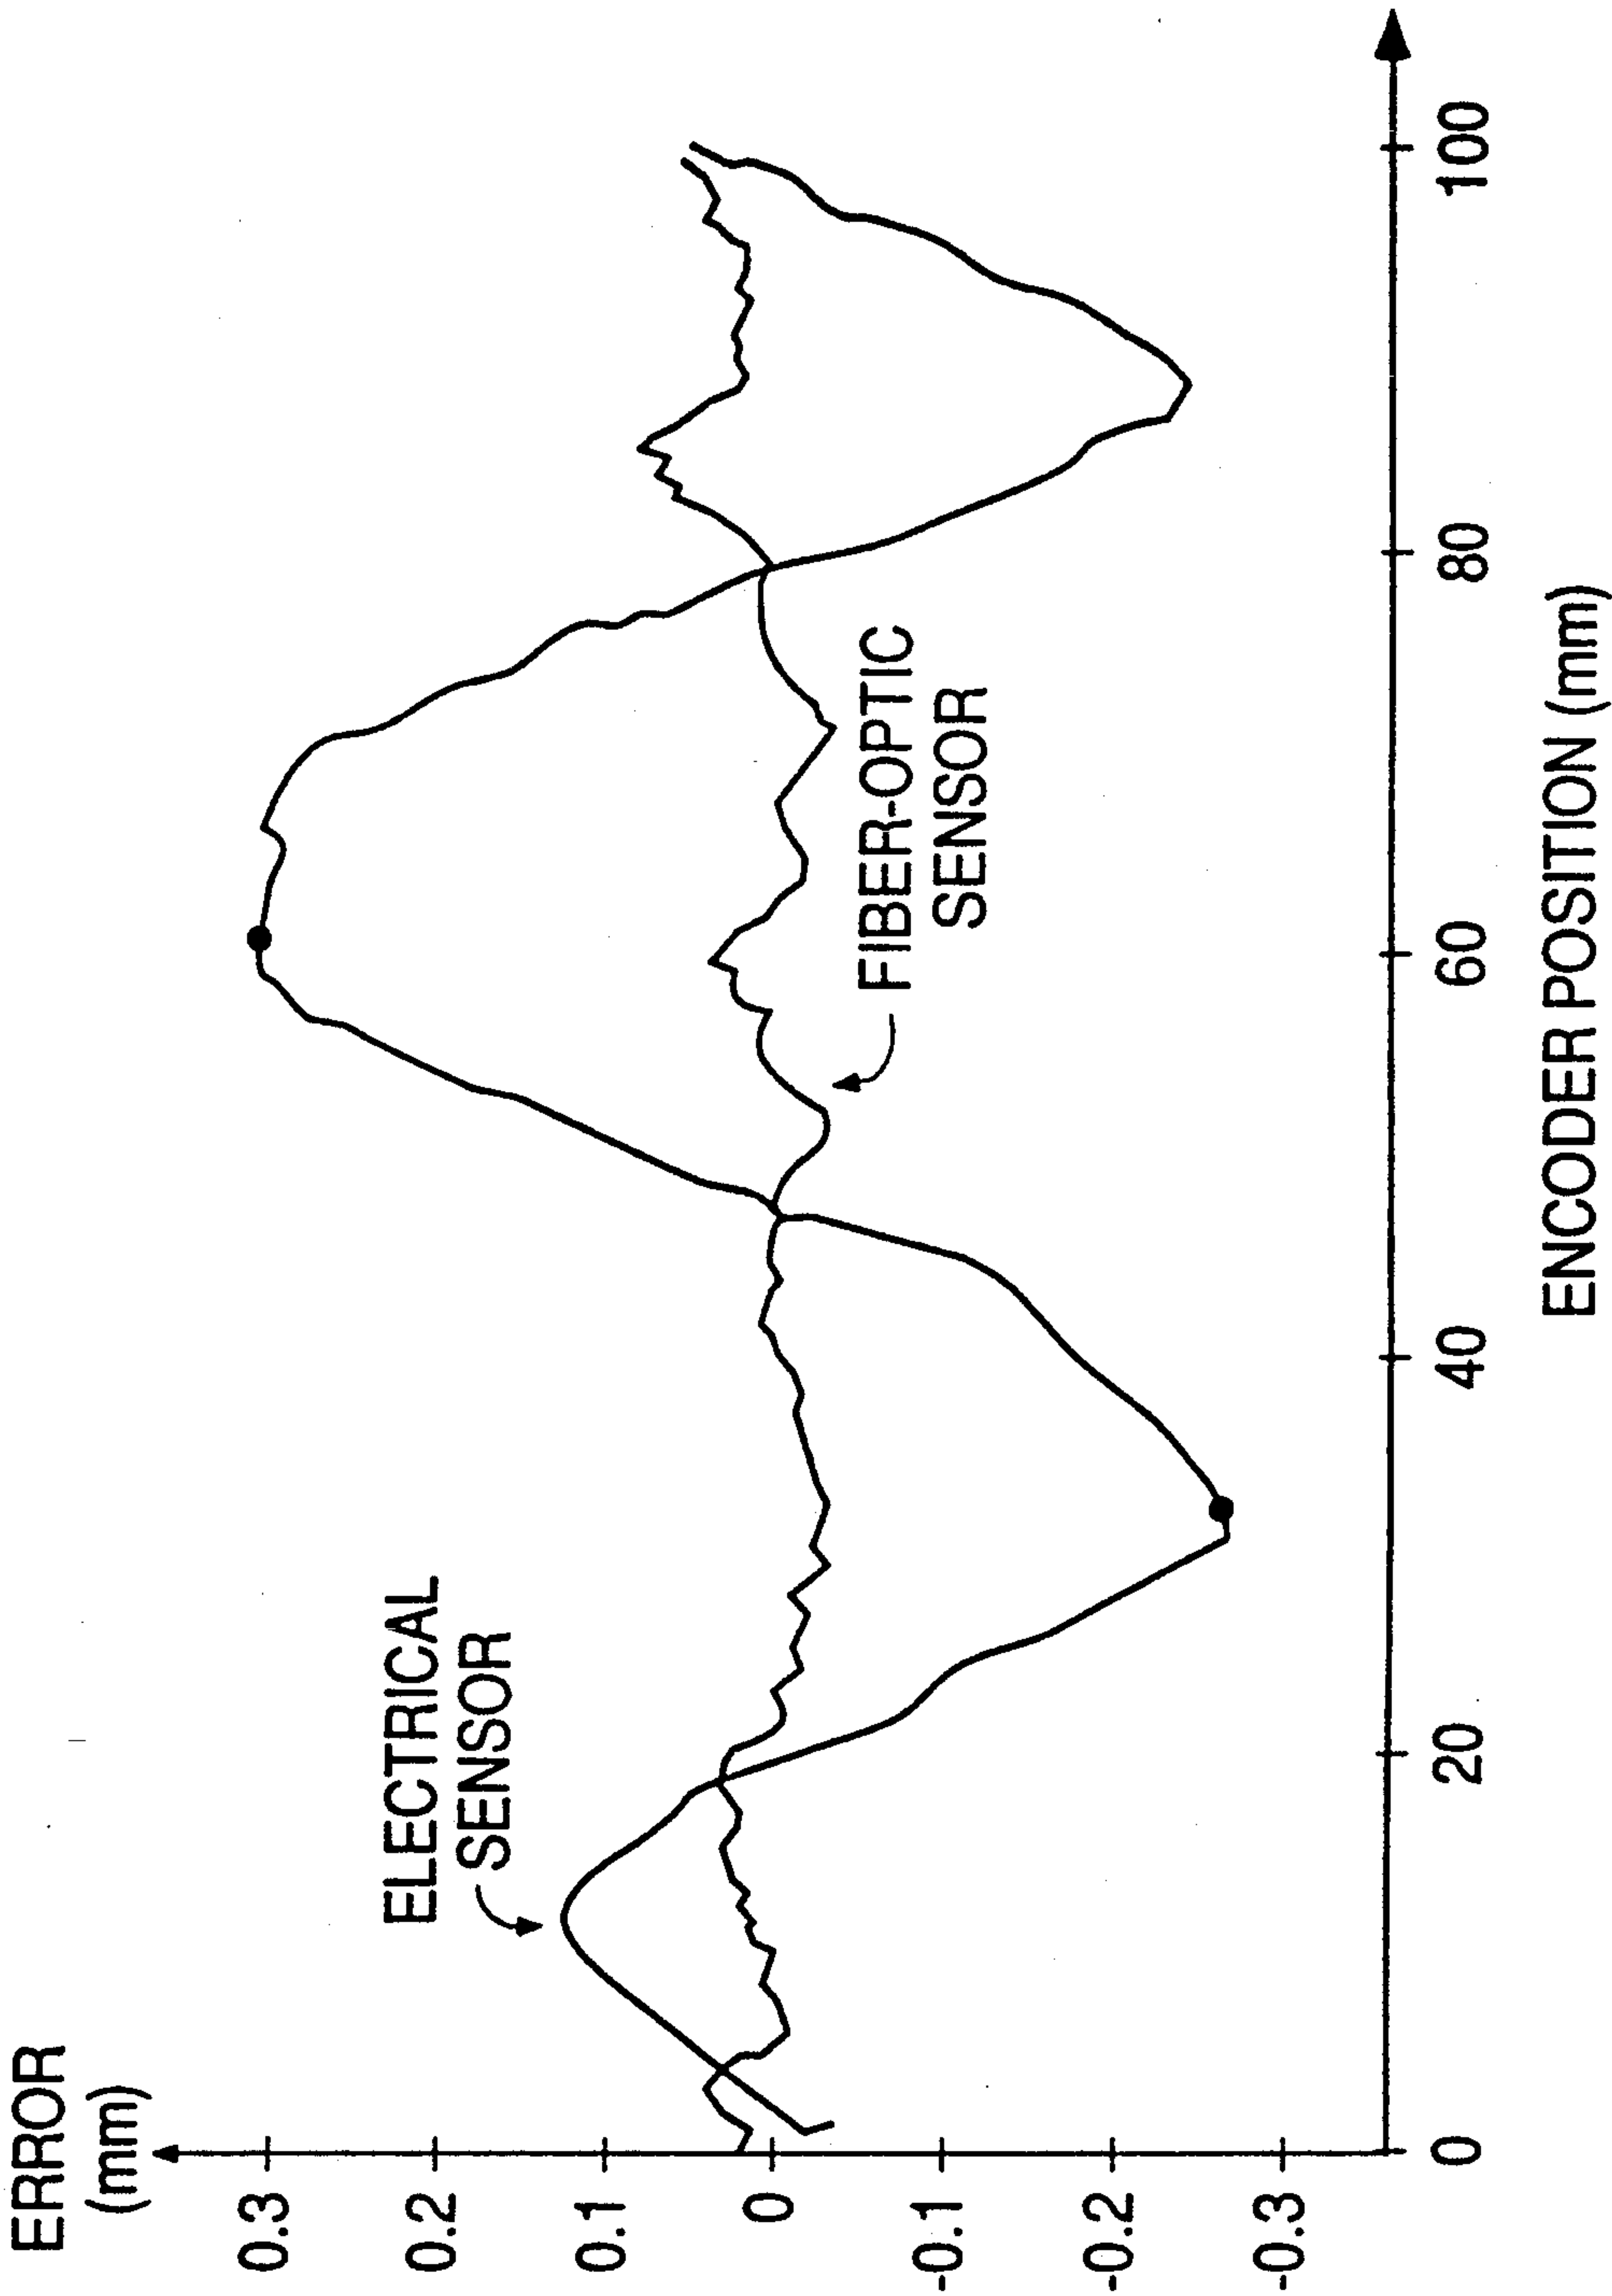 ERROR
(mm)
0.3
0.2
0.1
0
-0.1
-0.2
-0.3
ELECTRICAL
SENSOR
FIBER-OPTIC
SENSOR
0
20
40
60
80
100
ENCODER POSITION (mm)